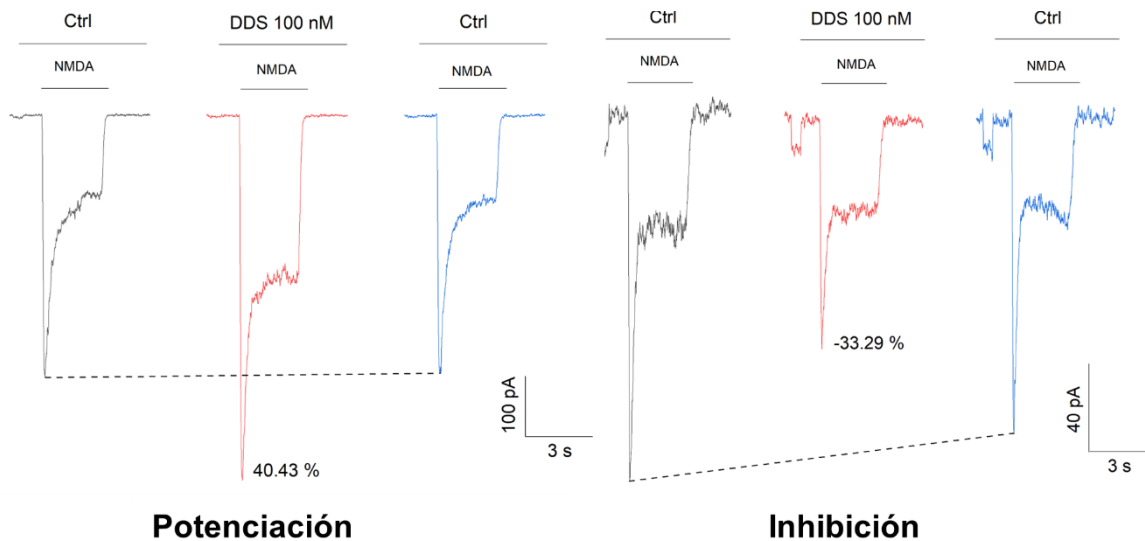 Ctrl
DDS 100 nM
Ctrl
NMDA
NMDA
NMDA
40.43 %
100 pA
3 s
Potenciación
Ctrl
DDS 100 nM
Ctrl
NMDA
NMDA
NMDA
-33.29 %
40 pA
3 s
Inhibición